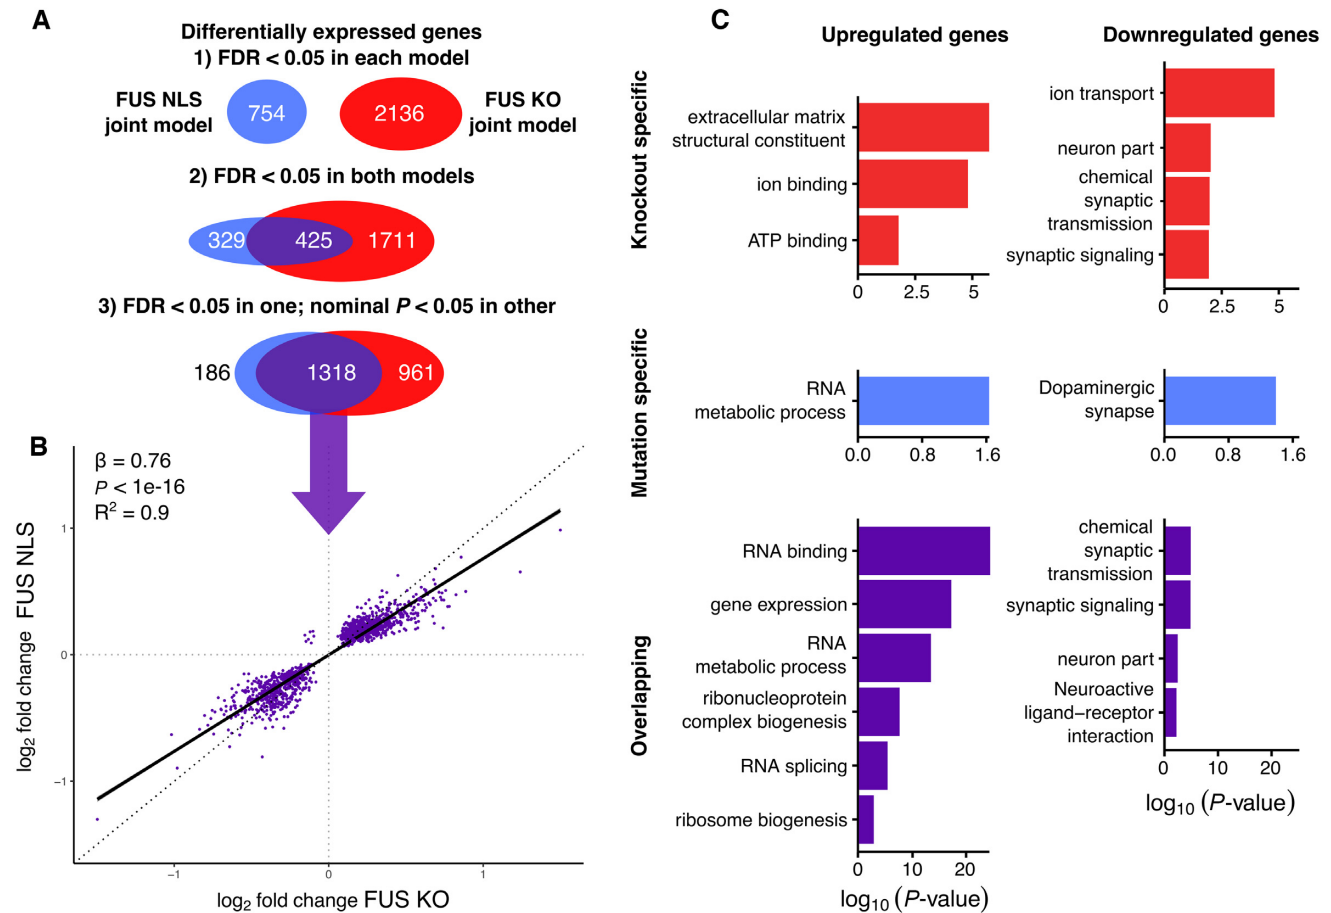 A
Differentially expressed genes
1) FDR < 0.05 in each model
FUS NLS
joint model
754
2136
FUS KO
joint model
2) FDR < 0.05 in both models
329
425
1711
3) FDR < 0.05 in one; nominal P < 0.05 in other
186
1318
961
B
β = 0.76
P < 1e-16
R² = 0.9
log₂ fold change FUS NLS
1
0
−1
−1
0
1
log₂ fold change FUS KO
C
Upregulated genes
Downregulated genes
Knockout specific
extracellular matrix
structural constituent
ion binding
ATP binding
0
2.5
5
ion transport
neuron part
chemical
synaptic
transmission
synaptic signaling
0
2.5
5
Mutation specific
RNA
metabolic process
0.0
0.8
1.6
Dopaminergic
synapse
0.0
0.8
1.6
Overlapping
RNA binding
gene expression
RNA
metabolic process
ribonucleoprotein
complex biogenesis
RNA splicing
ribosome biogenesis
0
10
20
log₁₀ (P-value)
chemical
synaptic
transmission
synaptic signaling
neuron part
Neuroactive
ligand−receptor
interaction
0
10
20
log₁₀ (P-value)